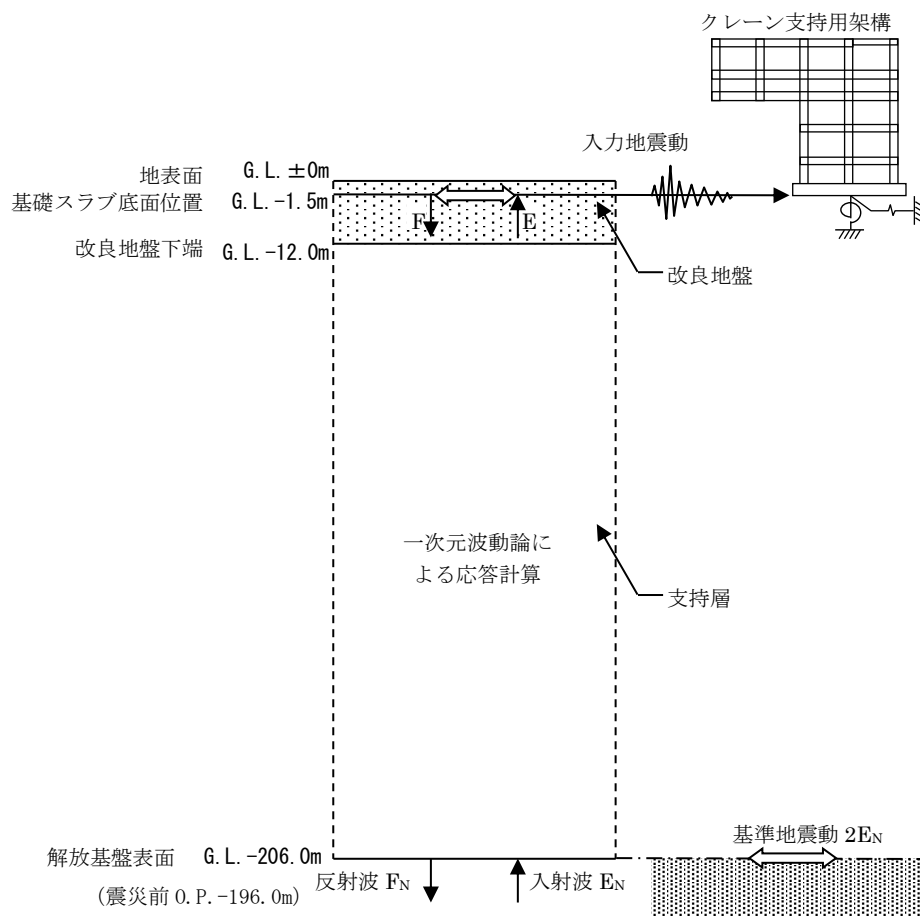 クレーン支持用架構
入力地震動
地表面 G.L.±0m
基礎スラブ底面位置 G.L.-1.5m
F E
改良地盤下端 G.L.-12.0m
改良地盤
一次元波動論に
よる応答計算
支持層
基準地震動 2EN
解放基盤表面 G.L.-206.0m
反射波 FN 入射波 EN
(震災前 O.P.-196.0m)